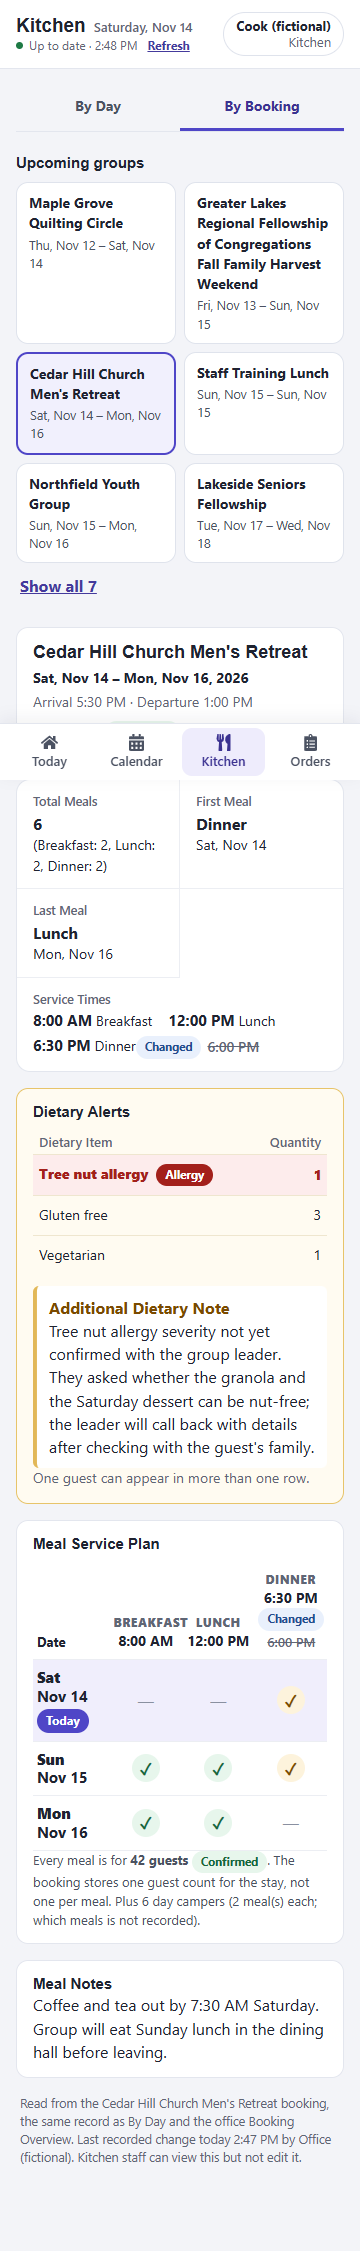 Kitchen Saturday, Nov 14
Up to date · 2:48 PM Refresh
Cook (fictional)
Kitchen
By Day
By Booking
Upcoming groups
Maple Grove
Quilting Circle
Thu, Nov 12 – Sat, Nov
14
Greater Lakes
Regional Fellowship
of Congregations
Fall Family Harvest
Weekend
Fri, Nov 13 – Sun, Nov
15
Cedar Hill Church
Men's Retreat
Sat, Nov 14 – Mon, Nov
16
Staff Training Lunch
Sun, Nov 15 – Sun, Nov
15
Northfield Youth
Group
Sun, Nov 15 – Mon,
Nov 16
Lakeside Seniors
Fellowship
Tue, Nov 17 – Wed, Nov
18
Show all 7
Cedar Hill Church Men's Retreat
Sat, Nov 14 – Mon, Nov 16, 2026
Arrival 5:30 PM · Departure 1:00 PM
Today
Calendar
Kitchen
Orders
Total Meals
6
(Breakfast: 2, Lunch:
2, Dinner: 2)
First Meal
Dinner
Sat, Nov 14
Last Meal
Lunch
Mon, Nov 16
Service Times
8:00 AM Breakfast 12:00 PM Lunch
6:30 PM Dinner Changed 6:00 PM
Dietary Alerts
Dietary Item Quantity
Tree nut allergy Allergy 1
Gluten free 3
Vegetarian 1
Additional Dietary Note
Tree nut allergy severity not yet
confirmed with the group leader.
They asked whether the granola and
the Saturday dessert can be nut-free;
the leader will call back with details
after checking with the guest's family.
One guest can appear in more than one row.
Meal Service Plan
Date
BREAKFAST
8:00 AM
LUNCH
12:00 PM
DINNER
6:30 PM
Changed
6:00 PM
Sat
Nov 14
Today
— — ✓
Sun
Nov 15
✓ ✓ ✓
Mon
Nov 16
✓ ✓ —
Every meal is for 42 guests Confirmed. The
booking stores one guest count for the stay, not
one per meal. Plus 6 day campers (2 meal(s) each;
which meals is not recorded).
Meal Notes
Coffee and tea out by 7:30 AM Saturday.
Group will eat Sunday lunch in the dining
hall before leaving.
Read from the Cedar Hill Church Men's Retreat booking,
the same record as By Day and the office Booking
Overview. Last recorded change today 2:47 PM by Office
(fictional). Kitchen staff can view this but not edit it.